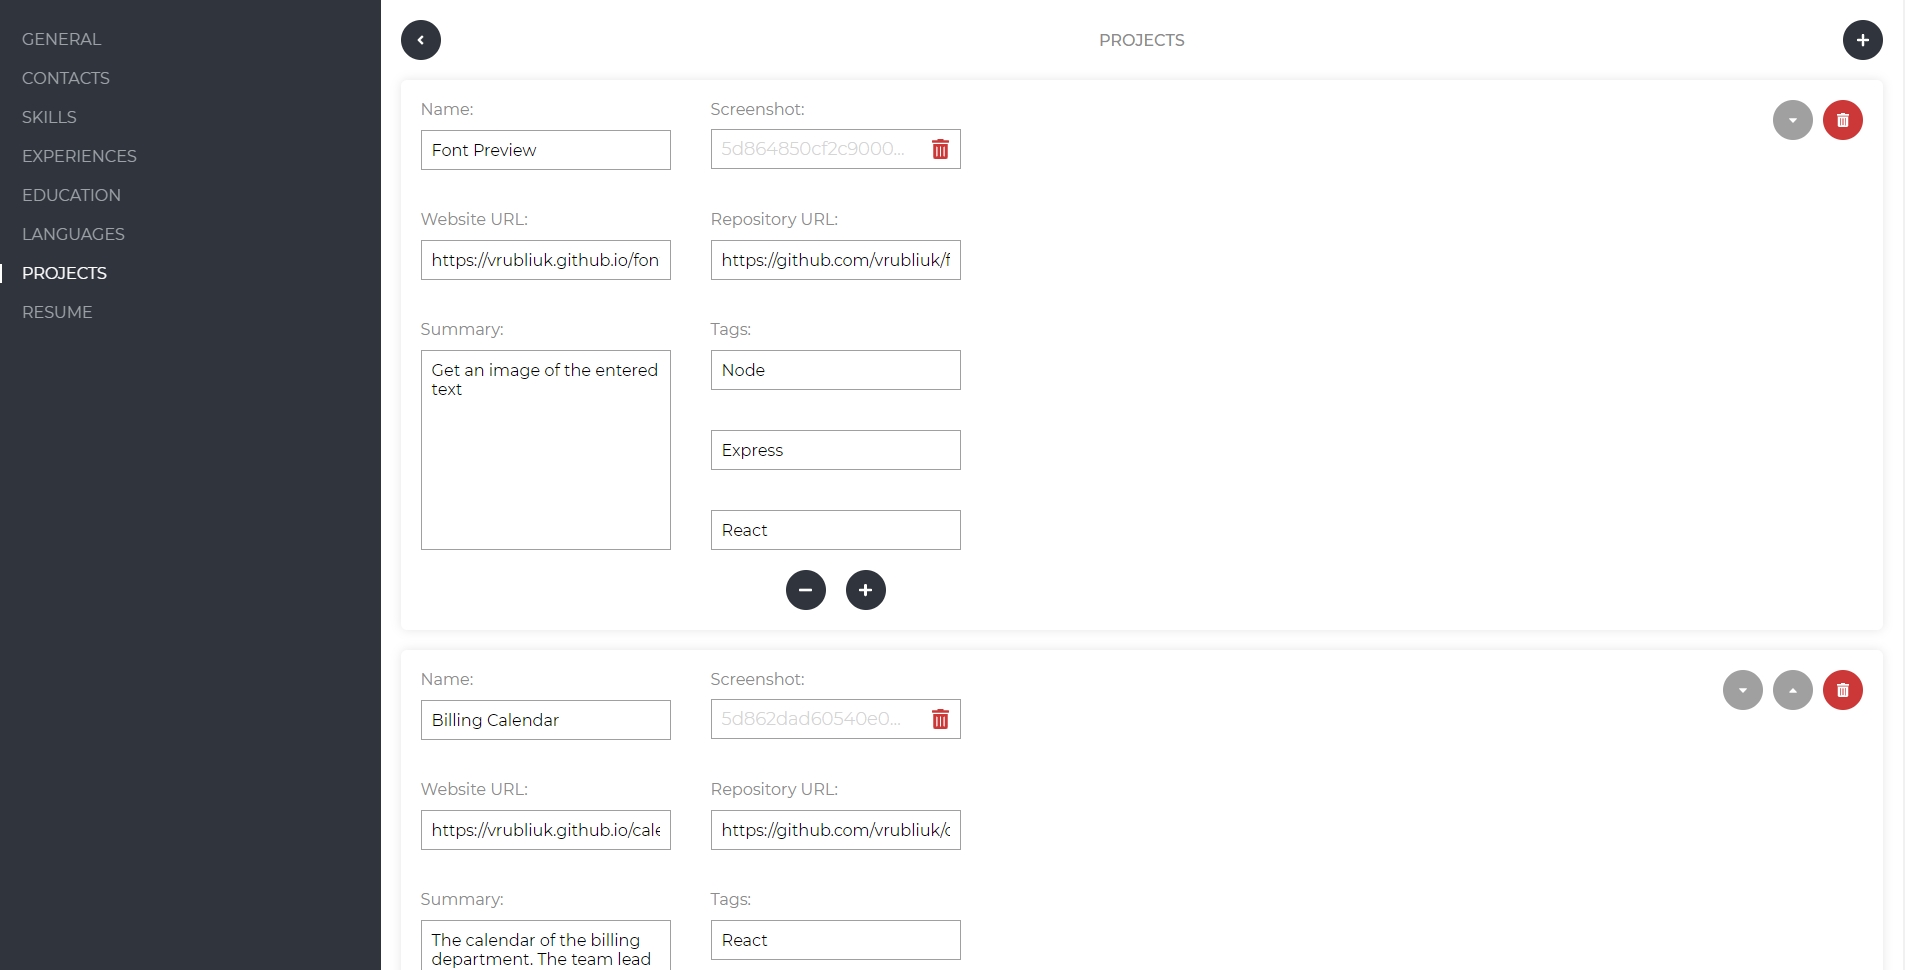 GENERAL
CONTACTS
SKILLS
EXPERIENCES
EDUCATION
LANGUAGES
PROJECTS
RESUME
PROJECTS
Name:
Screenshot:
Font Preview
5d864850cf2c9000...
Website URL:
Repository URL:
https://vrubliuk.github.io/fon
https://github.com/vrubliuk/f
Summary:
Tags:
Get an image of the entered
text
Node
Express
React
Name:
Screenshot:
Billing Calendar
5d862dad60540e0...
Website URL:
Repository URL:
https://vrubliuk.github.io/cale
https://github.com/vrubliuk/c
Summary:
Tags:
The calendar of the billing
department. The team lead
React